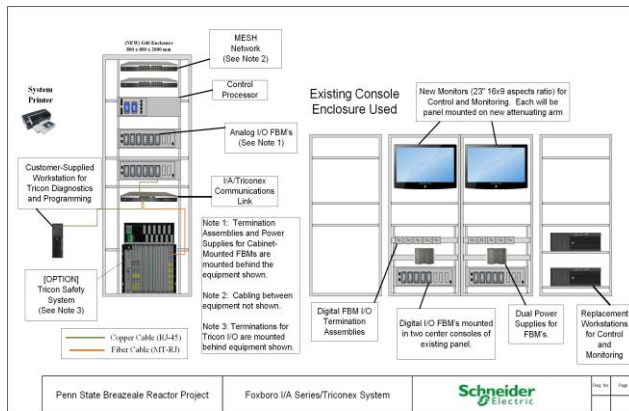 (NEW) G40 Enclosure
800 x 800 x 2000 mm
MESH
Network
(See Note 2)
System
Printer
Control
Processor
Analog I/O FBM's
(See Note 1)
Customer-Supplied
Workstation for
Tricon Diagnostics
and Programming
I/A/Triconex
Communications
Link
[OPTION]
Tricon Safety
System
(See Note 3)
Note 1: Termination
Assemblies and Power
Supplies for Cabinet-
Mounted FBMs are
mounted behind the
equipment shown.
Note 2: Cabling between
equipment not shown.
Note 3: Terminations for
Tricon I/O are mounted
behind equipment shown.
Copper Cable (RJ-45)
Fiber Cable (MT-RJ)
Existing Console
Enclosure Used
New Monitors (23" 16x9 aspects ratio) for
Control and Monitoring. Each will be
panel mounted on new attenuating arm
Digital FBM I/O
Termination
Assemblies
Digital I/O FBM's mounted
in two center consoles of
existing panel.
Dual Power
Supplies for
FBM's.
Replacement
Workstations
for Control
and
Monitoring
Penn State Breazeale Reactor Project
Foxboro I/A Series/Triconex System
Schneider
Electric
Dwg. No.
Page